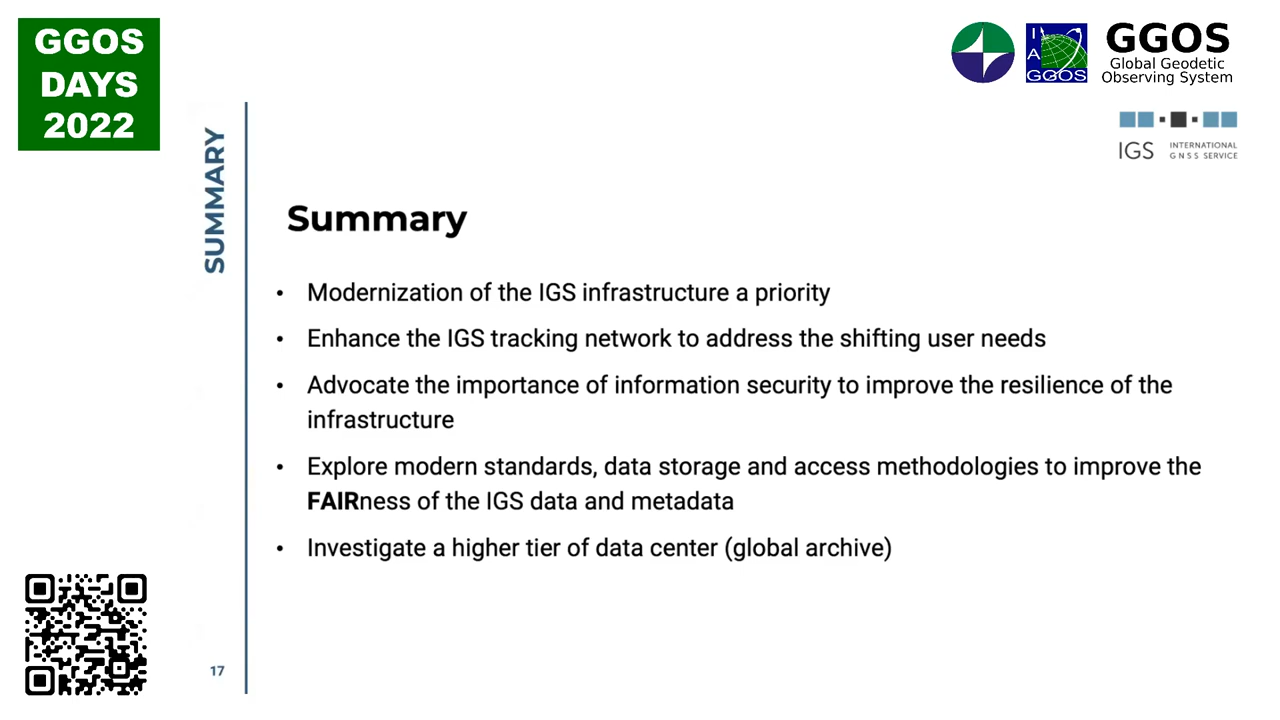 GGOS
DAYS
2022
I
A
G
GGOS
GGOS
Global Geodetic
Observing System
IGS
INTERNATIONAL
GNSS SERVICE
SUMMARY
Summary
• Modernization of the IGS infrastructure a priority
• Enhance the IGS tracking network to address the shifting user needs
• Advocate the importance of information security to improve the resilience of the
infrastructure
• Explore modern standards, data storage and access methodologies to improve the
FAIRness of the IGS data and metadata
• Investigate a higher tier of data center (global archive)
17